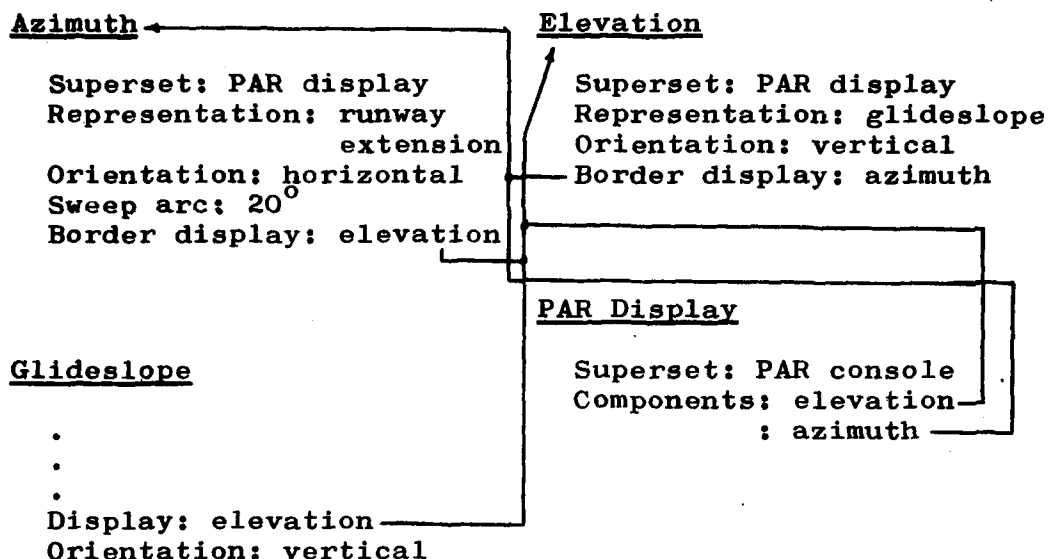 Azimuth
Superset: PAR display
Representation: runway
extension
Orientation: horizontal
Sweep arc: 20°
Border display: elevation
Elevation
Superset: PAR display
Representation: glideslope
Orientation: vertical
Border display: azimuth
PAR Display
Superset: PAR console
Components: elevation
: azimuth
Glideslope
.
.
.
Display: elevation
Orientation: vertical